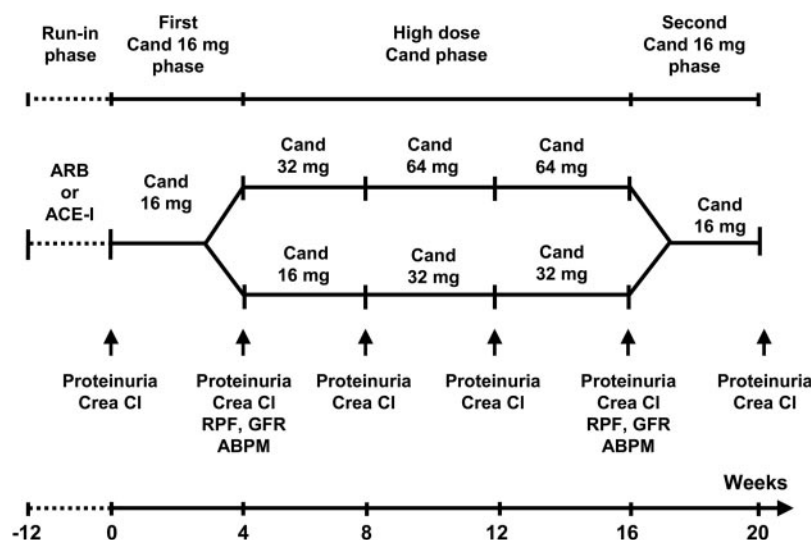 Run-in
phase
First
Cand 16 mg
phase
High dose
Cand phase
Second
Cand 16 mg
phase
ARB
or
ACE-I
Cand
16 mg
Cand
32 mg
Cand
64 mg
Cand
64 mg
Cand
16 mg
Cand
32 mg
Cand
32 mg
Cand
16 mg
Proteinuria
Crea Cl
Proteinuria
Crea Cl
RPF, GFR
ABPM
Proteinuria
Crea Cl
Proteinuria
Crea Cl
Proteinuria
Crea Cl
RPF, GFR
ABPM
Proteinuria
Crea Cl
Weeks
-12 0 4 8 12 16 20